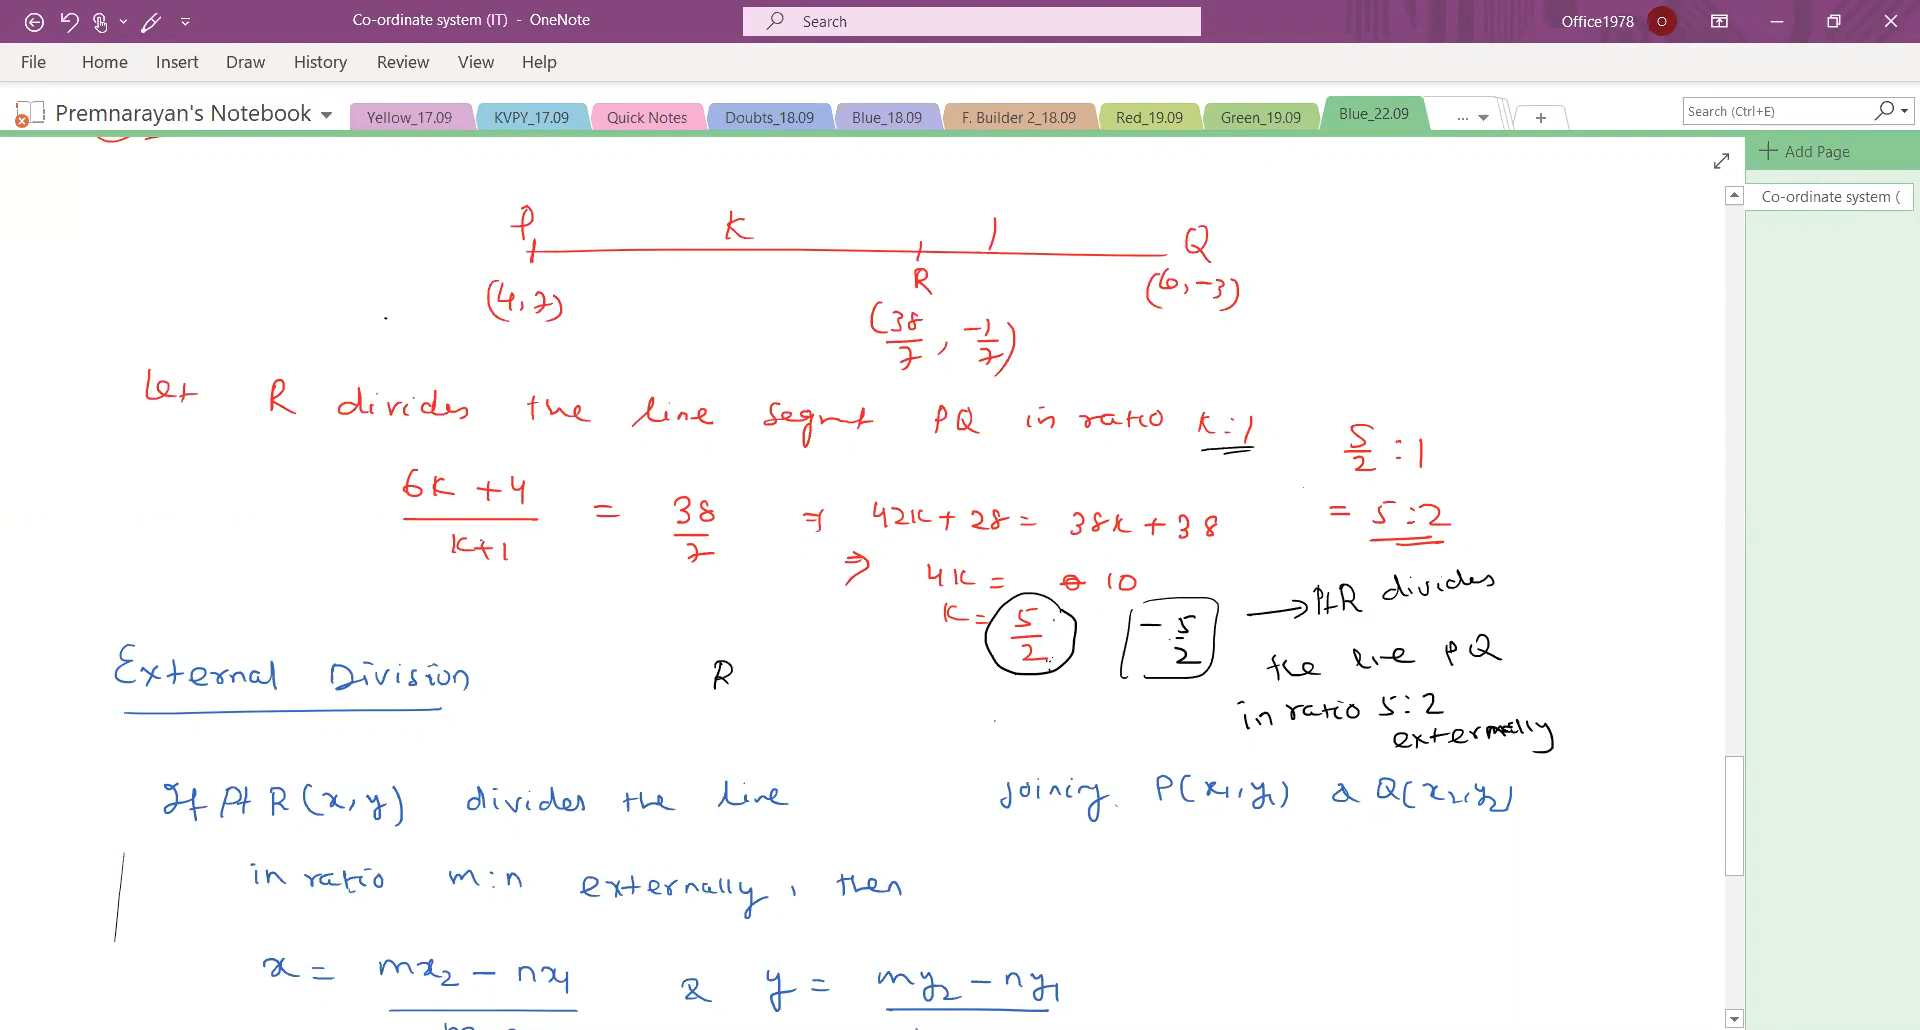 Co-ordinate system (IT) - OneNote
Search
Office1978
O
File Home Insert Draw History Review View Help
Premnarayan's Notebook
Yellow_17.09 KVPY_17.09 Quick Notes Doubts_18.09 Blue_18.09 F. Builder 2_18.09 Red_19.09 Green_19.09 Blue_22.09 ...
Search (Ctrl+E)
Add Page
Co-ordinate system (
P K 1 Q
R
(4,7) (6,-3)
(38/7, -1/7)
Let R divides the line segmt PQ in ratio k:1
5/2 : 1
= 5:2
6k+4/k+1 = 38/7 ⇒ 42k+28 = 38k+38
⇒ 4k = 10
k = 5/2
-5/2 → Pt R divides
the line PQ
in ratio 5:2
externally
External Division
R
If Pt R(x,y) divides the line joining P(x1,y1) & Q(x2,y2)
in ratio m:n externally, then
x = mx2 - nx1 & y = my2 - ny1